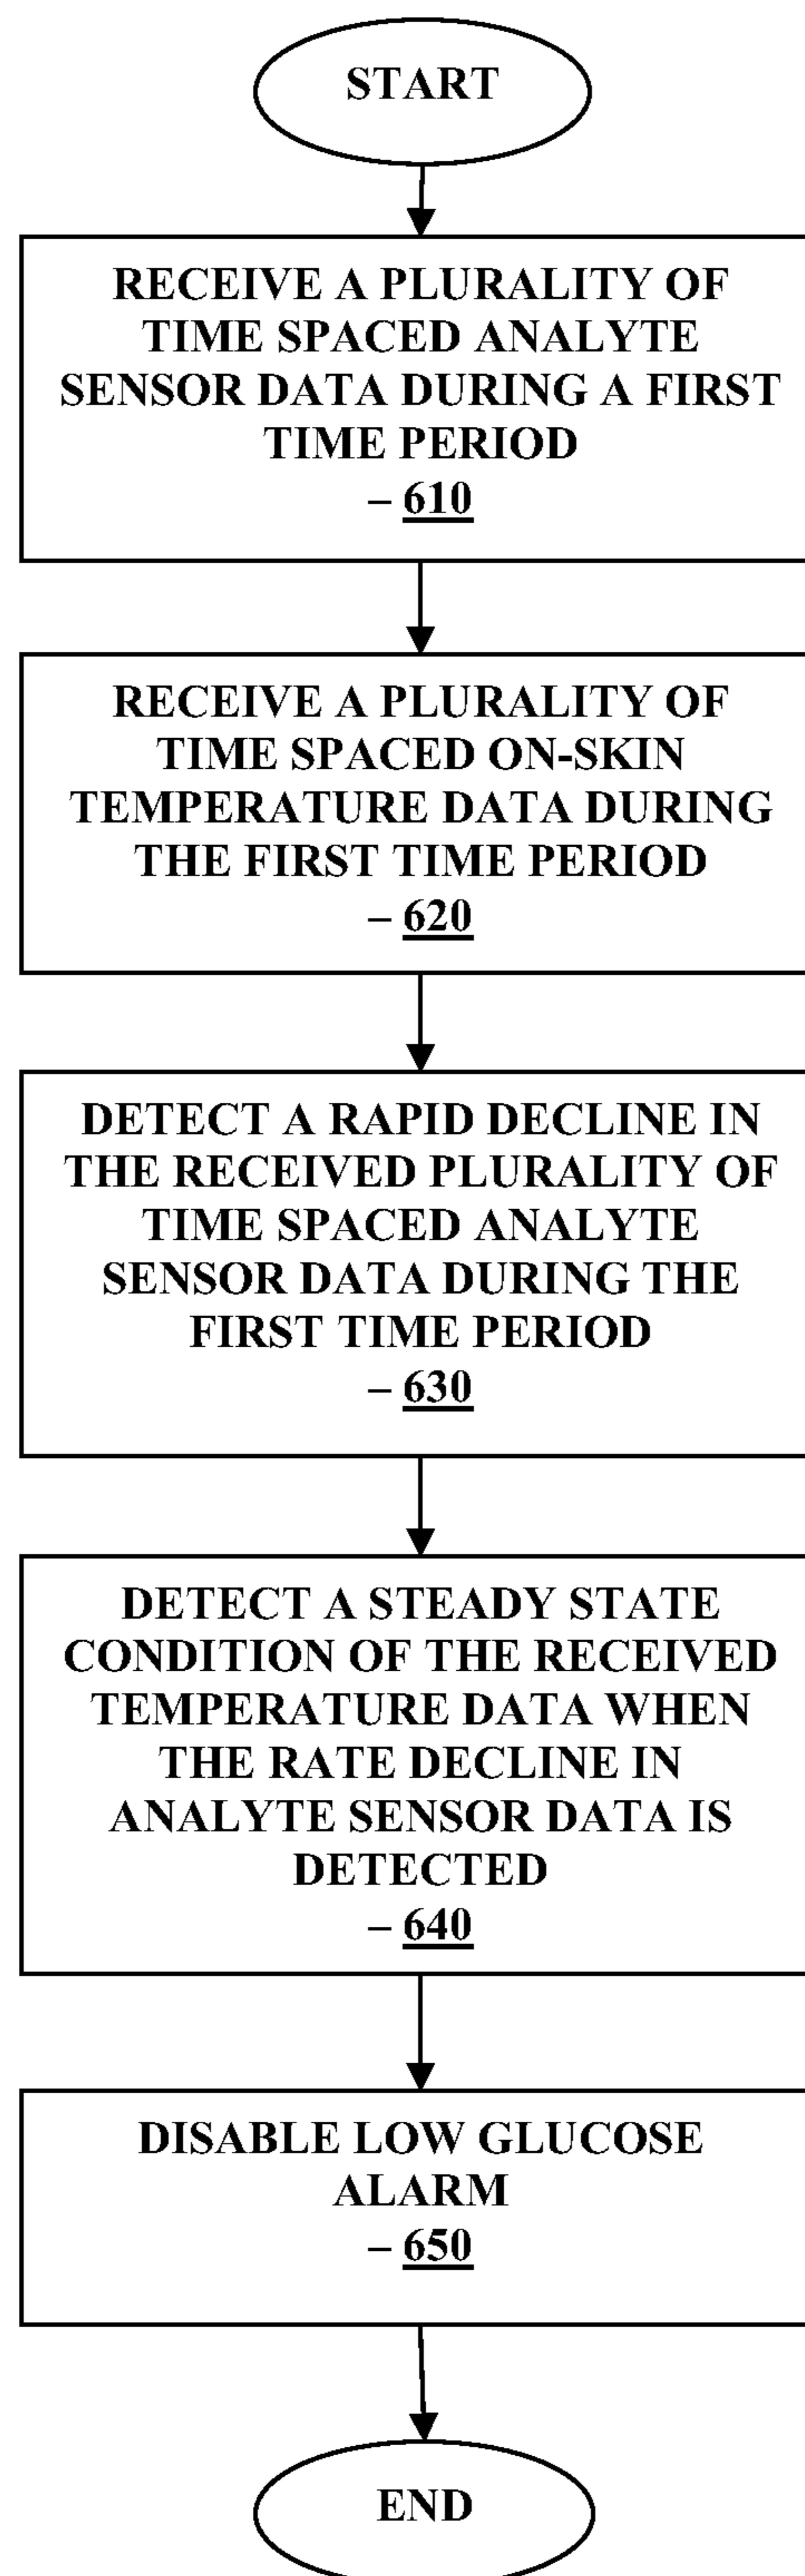 START
RECEIVE A PLURALITY OF
TIME SPACED ANALYTE
SENSOR DATA DURING A FIRST
TIME PERIOD
– 610
RECEIVE A PLURALITY OF
TIME SPACED ON-SKIN
TEMPERATURE DATA DURING
THE FIRST TIME PERIOD
– 620
DETECT A RAPID DECLINE IN
THE RECEIVED PLURALITY OF
TIME SPACED ANALYTE
SENSOR DATA DURING THE
FIRST TIME PERIOD
– 630
DETECT A STEADY STATE
CONDITION OF THE RECEIVED
TEMPERATURE DATA WHEN
THE RATE DECLINE IN
ANALYTE SENSOR DATA IS
DETECTED
– 640
DISABLE LOW GLUCOSE
ALARM
– 650
END